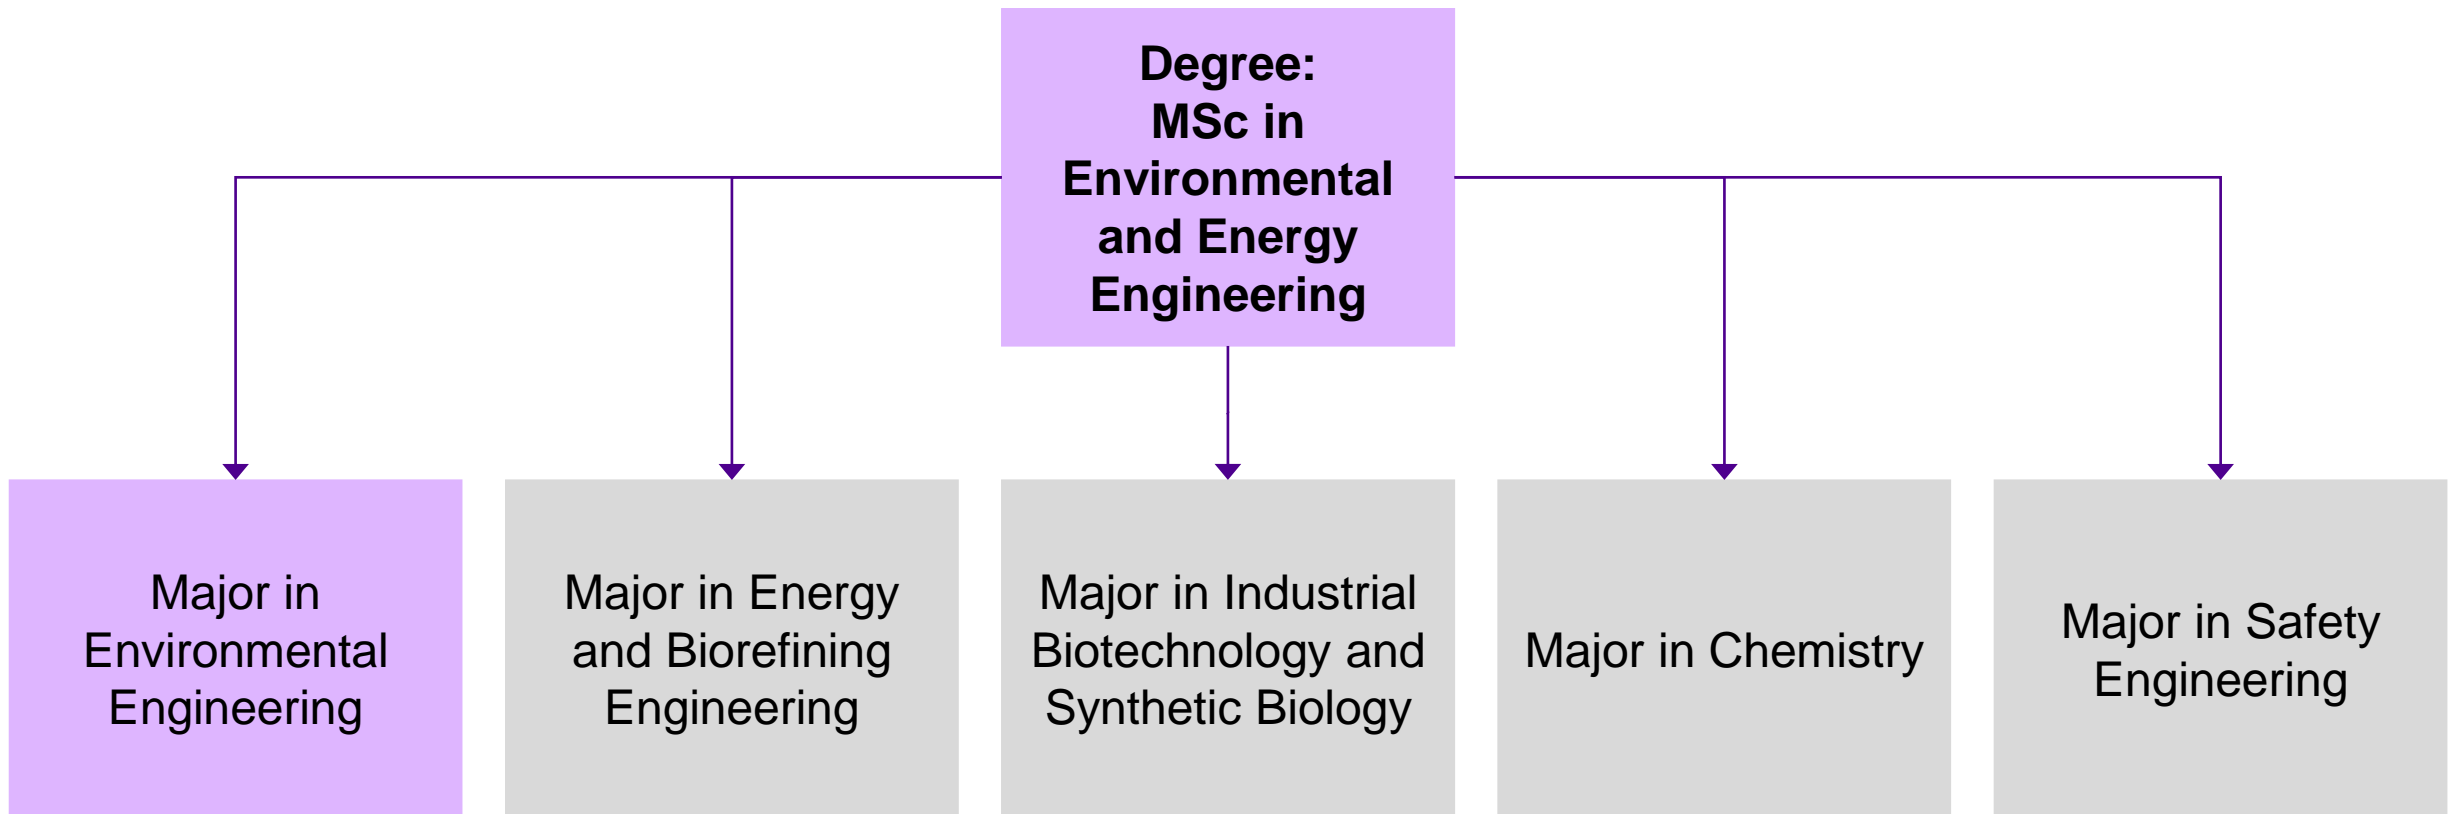 Degree:
MSc in
Environmental
and Energy
Engineering
Major in
Environmental
Engineering
Major in Energy
and Biorefining
Engineering
Major in Industrial
Biotechnology and
Synthetic Biology
Major in Chemistry
Major in Safety
Engineering